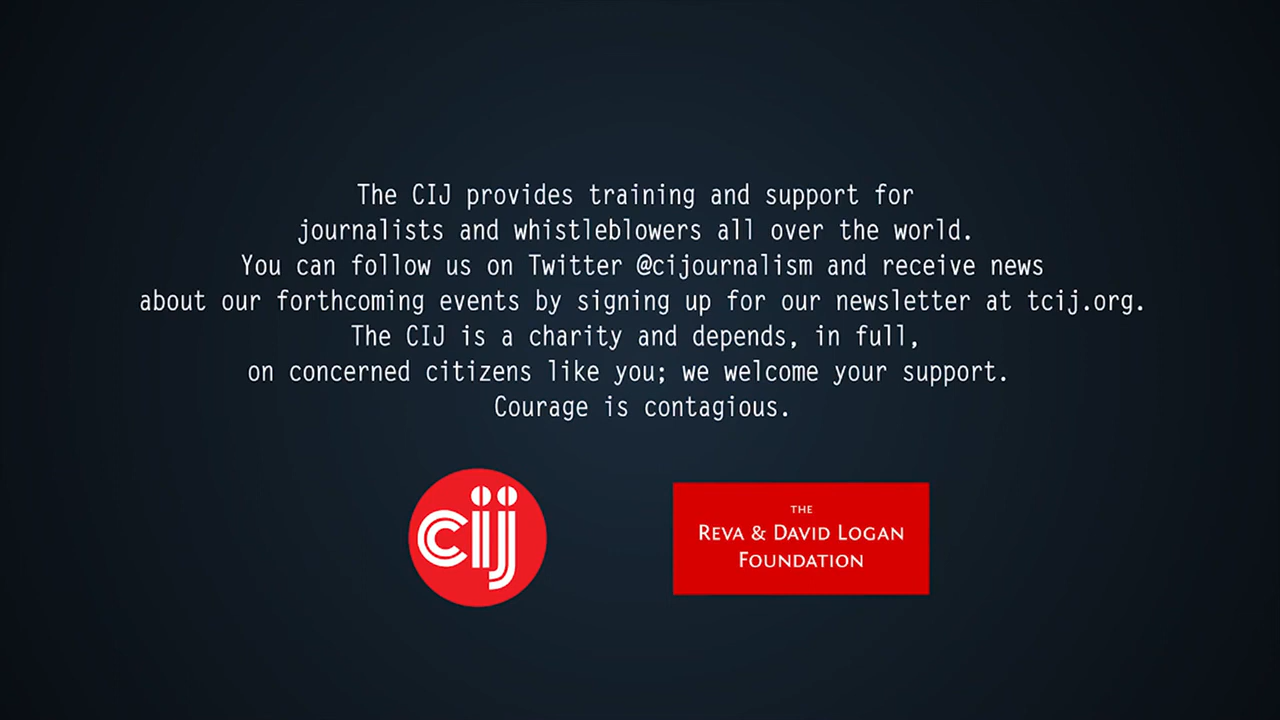 The CIJ provides training and support for
journalists and whistleblowers all over the world.
You can follow us on Twitter @cijournalism and receive news
about our forthcoming events by signing up for our newsletter at tcij.org.
The CIJ is a charity and depends, in full,
on concerned citizens like you; we welcome your support.
Courage is contagious.
cij
THE
REVA & DAVID LOGAN
FOUNDATION